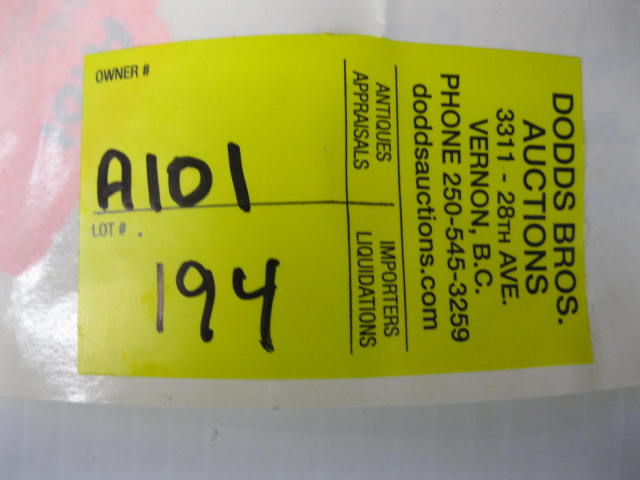 DODDS BROS.
AUCTIONS
3311 - 28TH AVE.
VERNON, B.C.
PHONE 250-545-3259
doddsauctions.com
ANTIQUES
APPRAISALS
IMPORTERS
LIQUIDATIONS
OWNER #
A101
LOT #
194